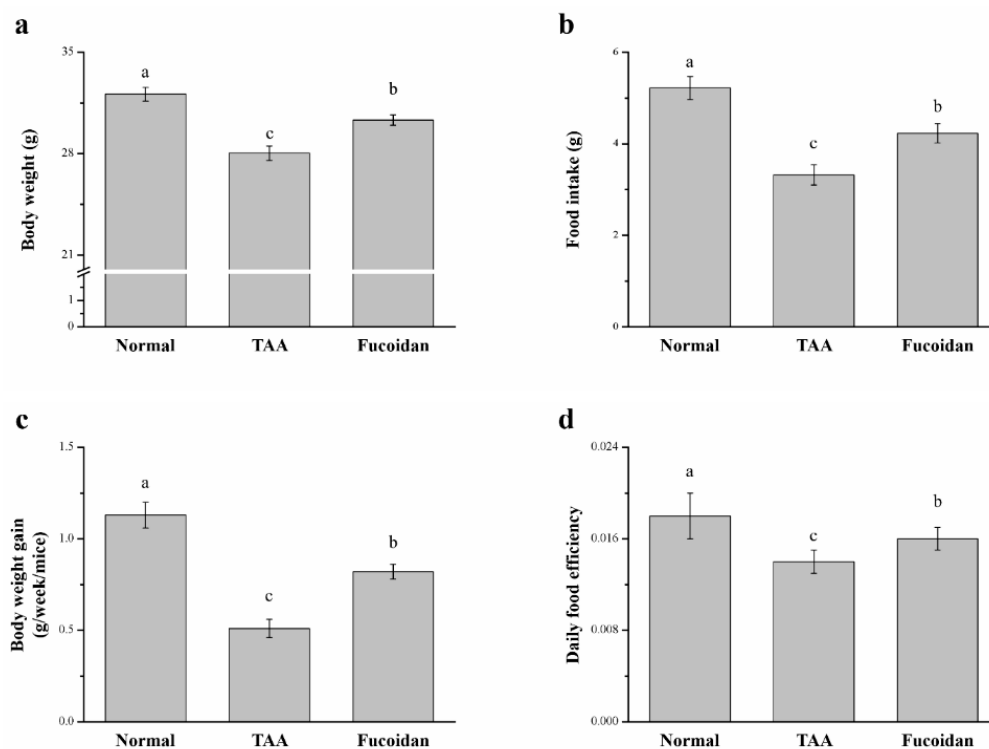 a
Body weight (g)
35
28
21
1
0
a
c
b
Normal TAA Fucoidan
b
Food intake (g)
6
4
2
0
a
c
b
Normal TAA Fucoidan
c
Body weight gain
(g/week/mice)
1.5
1.0
0.5
0.0
a
c
b
Normal TAA Fucoidan
d
Daily food efficiency
0.024
0.016
0.008
0.000
a
c
b
Normal TAA Fucoidan